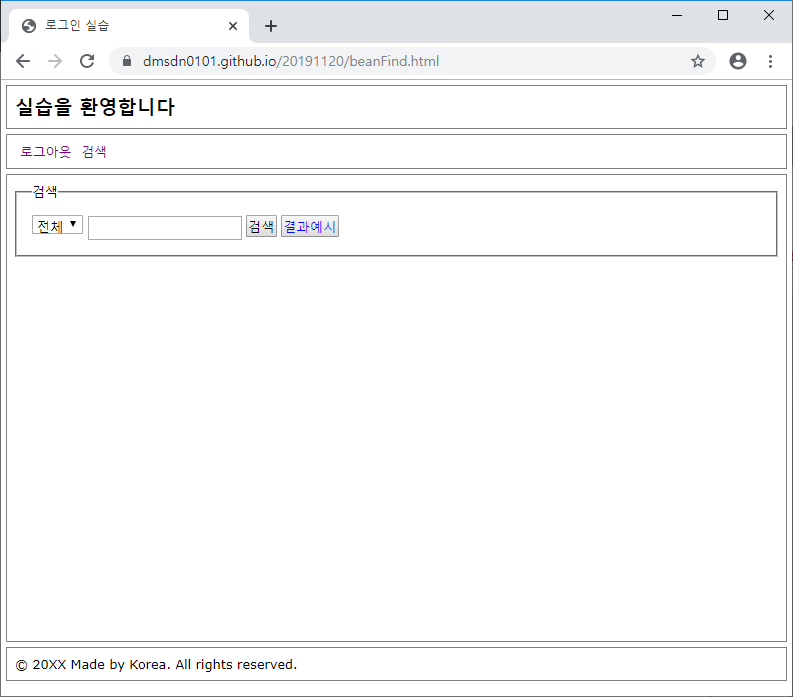 로그인 실습
dmsdn0101.github.io/20191120/beanFind.html
실습을 환영합니다
로그아웃 검색
검색
전체 검색 결과예시
© 20XX Made by Korea. All rights reserved.